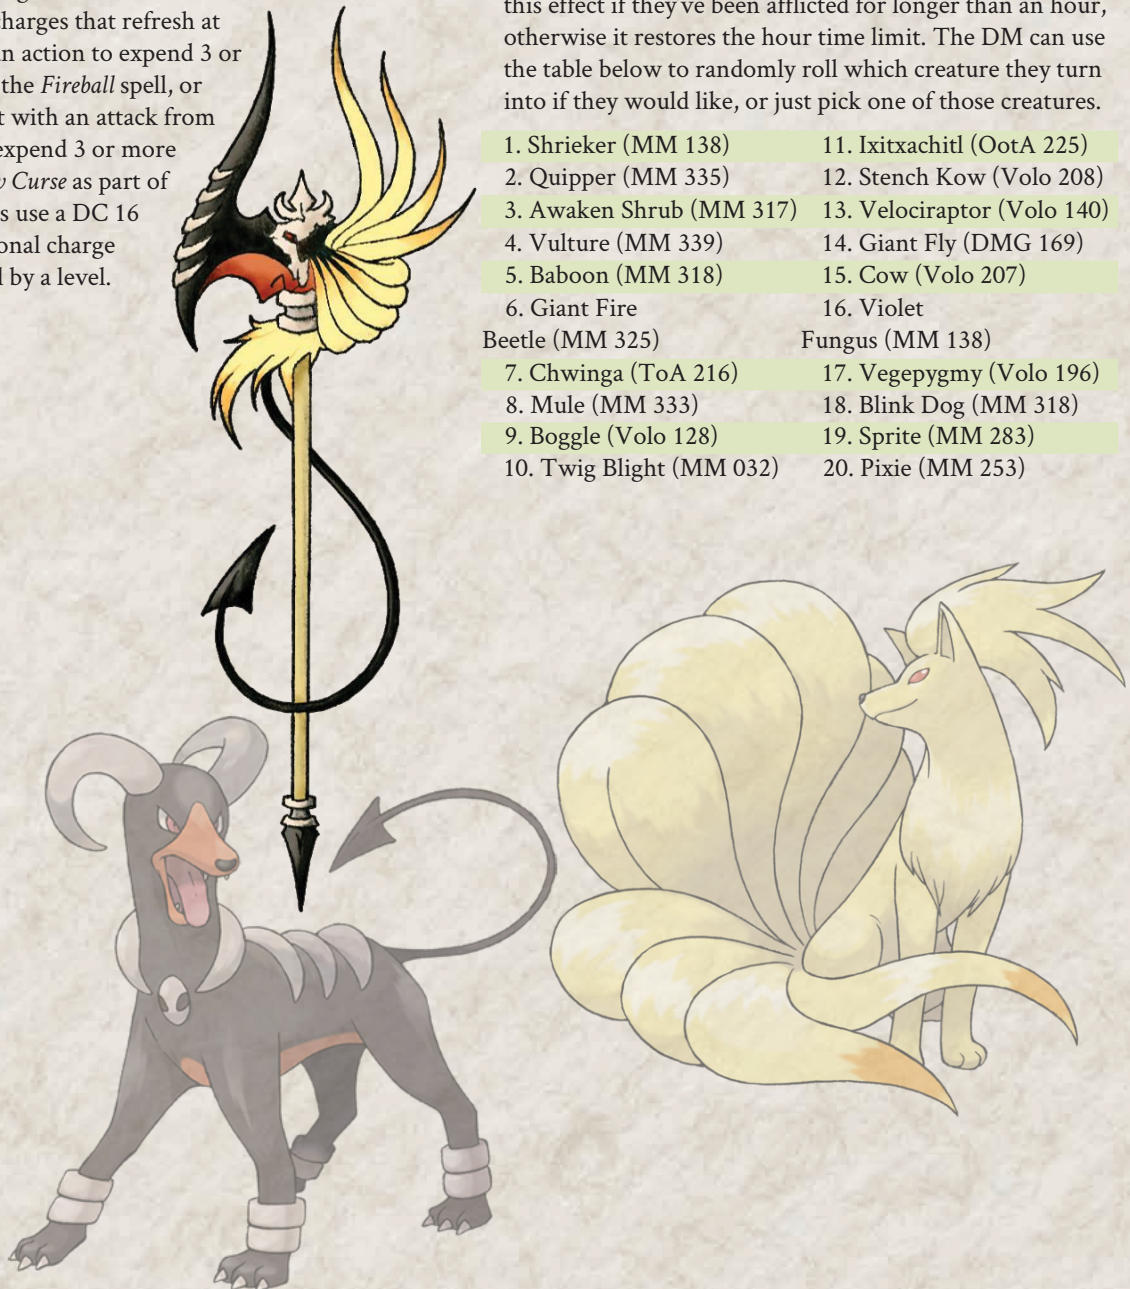 charges that refresh at
an action to expend 3 or
the Fireball spell, or
with an attack from
expend 3 or more
Curse as part of
use a DC 16
onal charge
by a level.
this effect if they've been afflicted for longer than an hour,
otherwise it restores the hour time limit. The DM can use
the table below to randomly roll which creature they turn
into if they would like, or just pick one of those creatures.
1. Shrieker (MM 138)
2. Quipper (MM 335)
3. Awaken Shrub (MM 317)
4. Vulture (MM 339)
5. Baboon (MM 318)
6. Giant Fire
Beetle (MM 325)
7. Chwinga (ToA 216)
8. Mule (MM 333)
9. Boggle (Volo 128)
10. Twig Blight (MM 032)
11. Ixitxachitl (OotA 225)
12. Stench Kow (Volo 208)
13. Velociraptor (Volo 140)
14. Giant Fly (DMG 169)
15. Cow (Volo 207)
16. Violet
Fungus (MM 138)
17. Vegepygmy (Volo 196)
18. Blink Dog (MM 318)
19. Sprite (MM 283)
20. Pixie (MM 253)